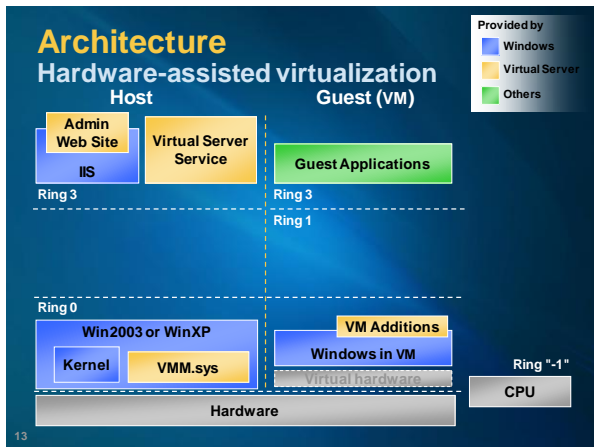 Architecture
Hardware-assisted virtualization
Provided by
Windows
Virtual Server
Others
Host
Guest (VM)
Admin
Web Site
IIS
Virtual Server
Service
Guest Applications
Ring 3
Ring 3
Ring 1
Ring 0
Win2003 or WinXP
Kernel
VMM.sys
VM Additions
Windows in VM
Virtual hardware
Ring "-1"
CPU
Hardware
13